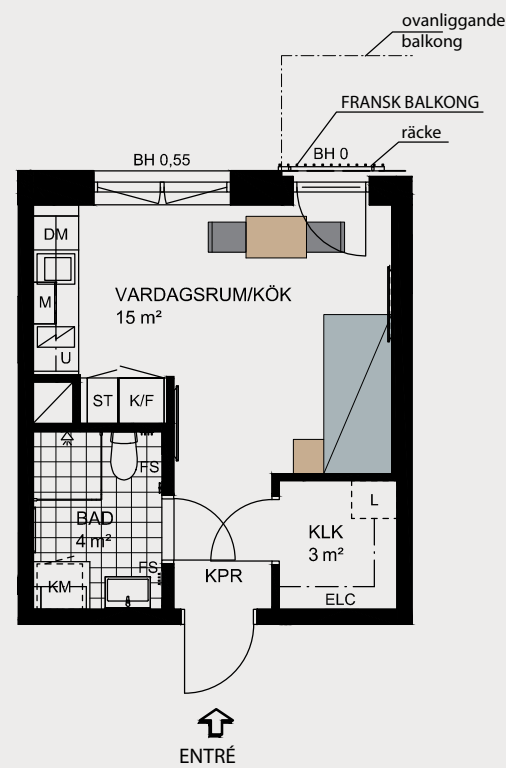 ovanliggande
balkong
FRANSK BALKONG
räcke
BH 0,55
BH 0
DM
M
VARDAGSRUM/KÖK
15 m²
U
ST
K/F
FS
BAD
4 m²
L
KLK
3 m²
FS
KPR
KM
ELC
ENTRÉ